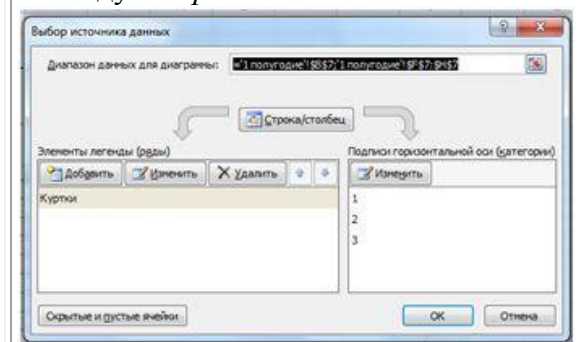 Выбор источника данных
Диапазон данных для диаграммы: ='1 полугодие'!$B$7;'1 полугодие'!$F$7:$H$7
Строка/столбец
Элементы легенды (ряды)
Подписи горизонтальной оси (категории)
Добавить Изменить Удалить
Изменить
Куртки
1
2
3
Скрытые и пустые ячейки
ОК Отмена